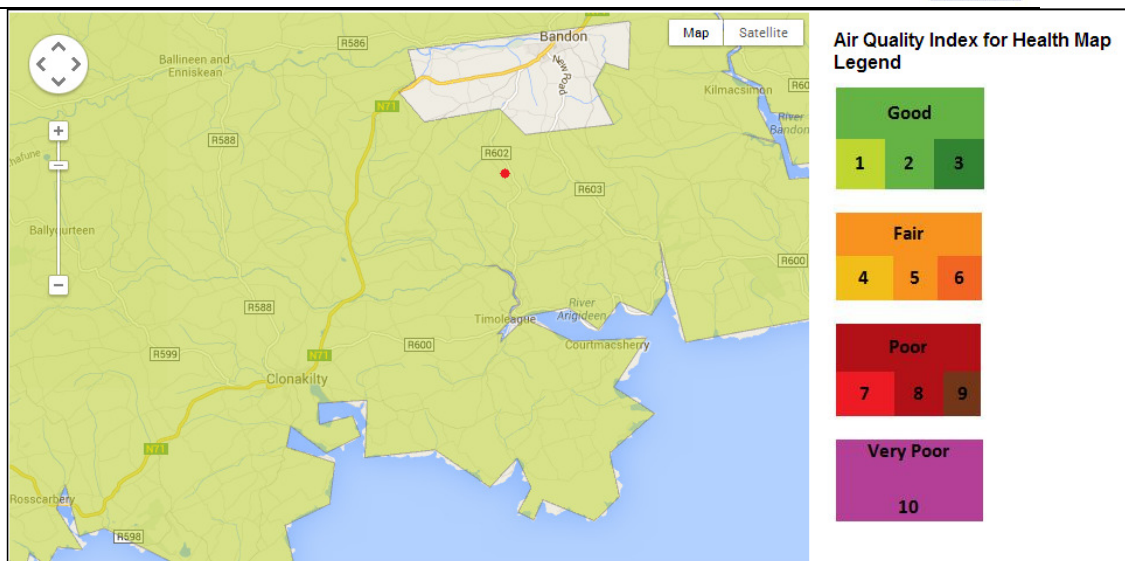 Bandon
Map
Satellite
R586
Ballineen and
Enniskean
New Road
Kilmacsimon
N71
R588
River
Bandon
R602
R603
Ballygurteen
R600
R588
River
Arigideen
Timoleague
R600
Courtmacsherry
R599
N71
Clonakilty
N71
Rosscarbery
R598
Air Quality Index for Health Map
Legend
Good
1 2 3
Fair
4 5 6
Poor
7 8 9
Very Poor
10